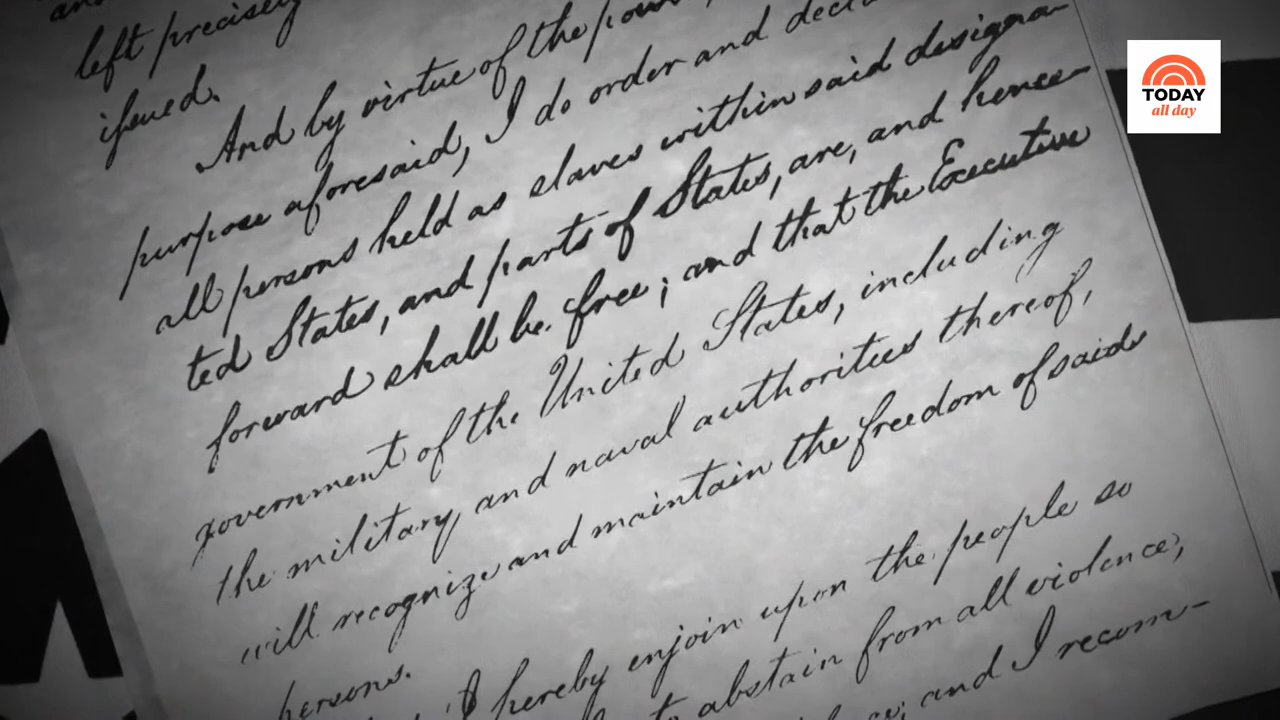 left precisely
ifsued.
And by virtue of the power,
purpose aforesaid, I do order and decla
all persons held as slaves within said designa-
ted States, and parts of States, are, and hence-
forward shall be free; and that the Executive
government of the United States, including
the military and naval authorities thereof,
will recognize and maintain the freedom of said
persons.
I hereby enjoin upon the people so
to abstain from all violence,
and I recom-
TODAY
all day